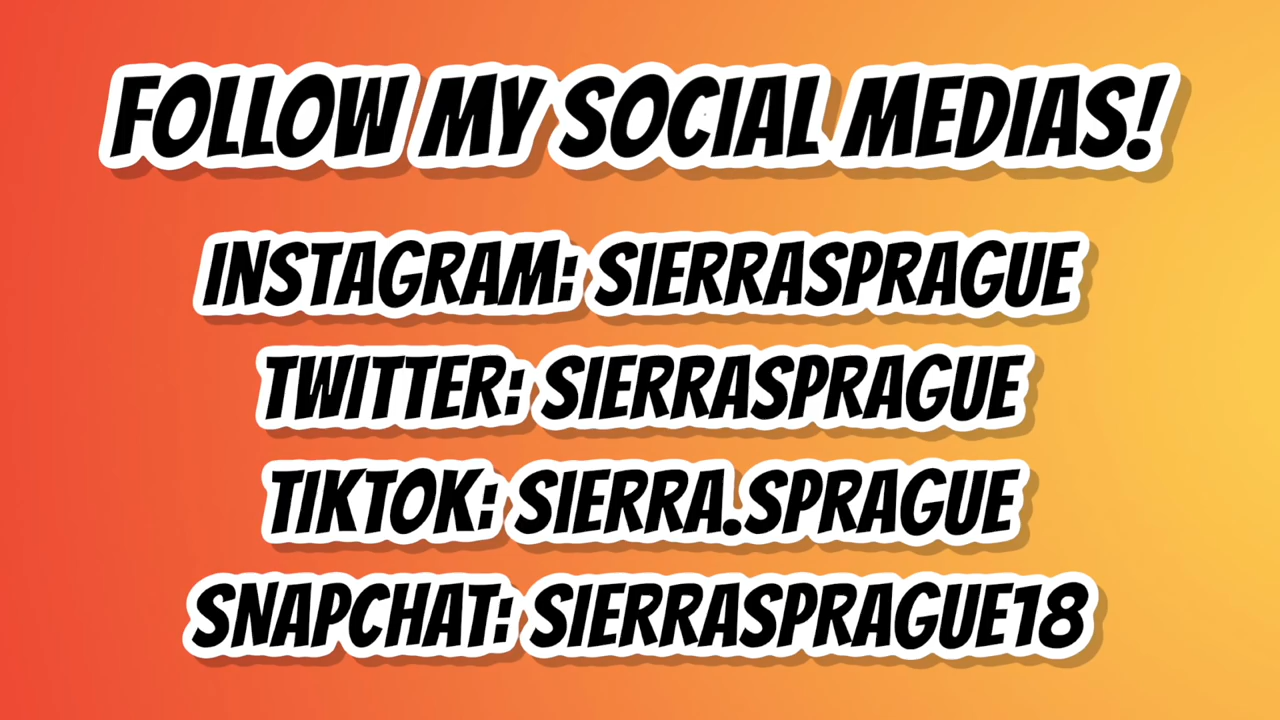 FOLLOW MY SOCIAL MEDIAS!
INSTAGRAM: SIERRASPRAGUE
TWITTER: SIERRASPRAGUE
TIKTOK: SIERRA.SPRAGUE
SNAPCHAT: SIERRASPRAGUE18